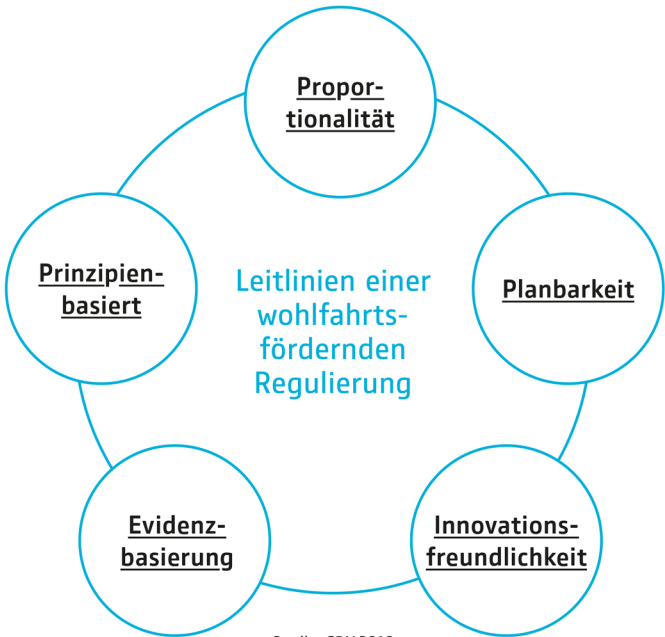 Propor-
tionalität
Prinzipien-
basiert
Leitlinien einer
wohlfahrts-
fördernden
Regulierung
Planbarkeit
Evidenz-
basierung
Innovations-
freundlichkeit